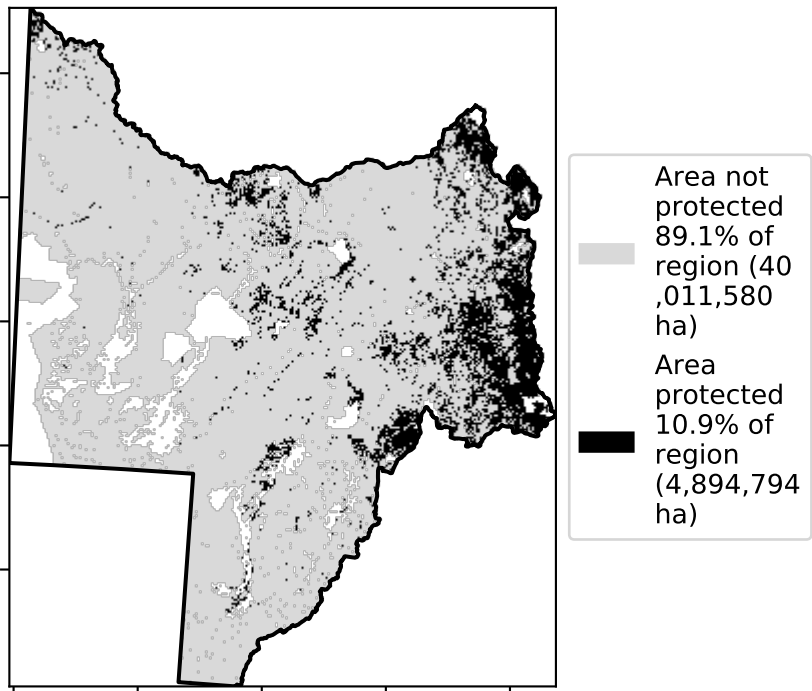 Area not
protected
89.1% of
region (40
,011,580
ha)
Area
protected
10.9% of
region
(4,894,794
ha)